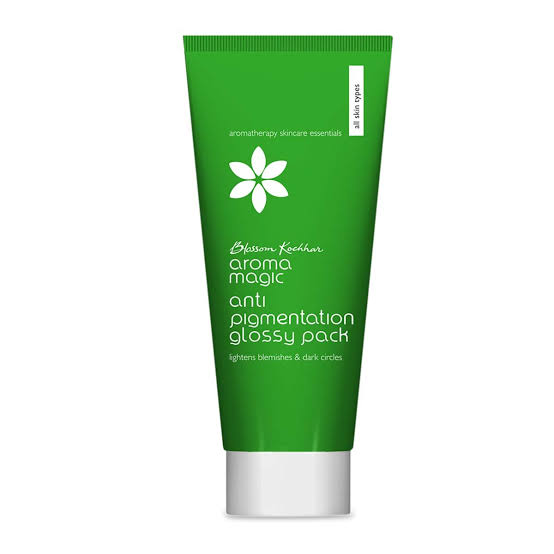 all skin types
aromatherapy skincare essentials
Blossom Kochhar
aroma
magic
anti
pigmentation
glossy pack
lightens blemishes & dark circles